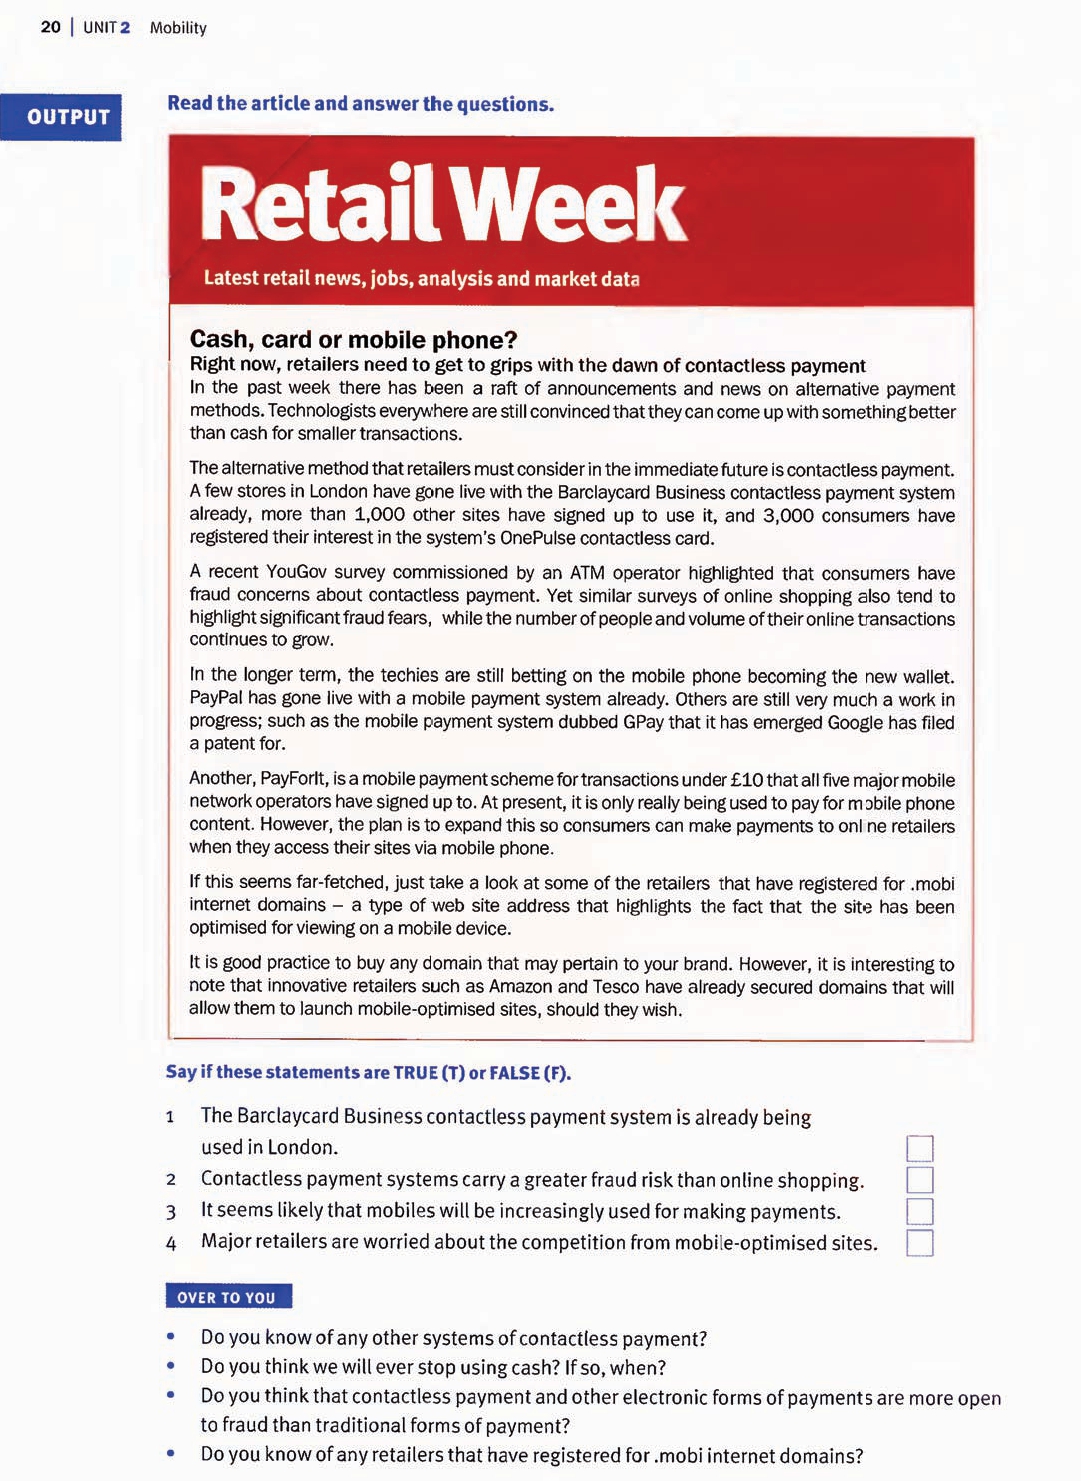 20 | UNIT 2 Mobility
OUTPUT
Read the article and answer the questions.
Retail Week
Latest retail news, jobs, analysis and market data
Cash, card or mobile phone?
Right now, retailers need to get to grips with the dawn of contactless payment
In the past week there has been a raft of announcements and news on alternative payment
methods. Technologists everywhere are still convinced that they can come up with something better
than cash for smaller transactions.
The alternative method that retailers must consider in the immediate future is contactless payment.
A few stores in London have gone live with the Barclaycard Business contactless payment system
already, more than 1,000 other sites have signed up to use it, and 3,000 consumers have
registered their interest in the system's OnePulse contactless card.
A recent YouGov survey commissioned by an ATM operator highlighted that consumers have
fraud concerns about contactless payment. Yet similar surveys of online shopping also tend to
highlight significant fraud fears, while the number of people and volume of their online transactions
continues to grow.
In the longer term, the techies are still betting on the mobile phone becoming the new wallet.
PayPal has gone live with a mobile payment system already. Others are still very much a work in
progress; such as the mobile payment system dubbed GPay that it has emerged Google has filed
a patent for.
Another, PayForIt, is a mobile payment scheme for transactions under £10 that all five major mobile
network operators have signed up to. At present, it is only really being used to pay for mobile phone
content. However, the plan is to expand this so consumers can make payments to online retailers
when they access their sites via mobile phone.
If this seems far-fetched, just take a look at some of the retailers that have registered for .mobi
internet domains – a type of web site address that highlights the fact that the site has been
optimised for viewing on a mobile device.
It is good practice to buy any domain that may pertain to your brand. However, it is interesting to
note that innovative retailers such as Amazon and Tesco have already secured domains that will
allow them to launch mobile-optimised sites, should they wish.
Say if these statements are TRUE (T) or FALSE (F).
1 The Barclaycard Business contactless payment system is already being
used in London.
2 Contactless payment systems carry a greater fraud risk than online shopping.
3 It seems likely that mobiles will be increasingly used for making payments.
4 Major retailers are worried about the competition from mobile-optimised sites.
OVER TO YOU
• Do you know of any other systems of contactless payment?
• Do you think we will ever stop using cash? If so, when?
• Do you think that contactless payment and other electronic forms of payments are more open
to fraud than traditional forms of payment?
• Do you know of any retailers that have registered for .mobi internet domains?